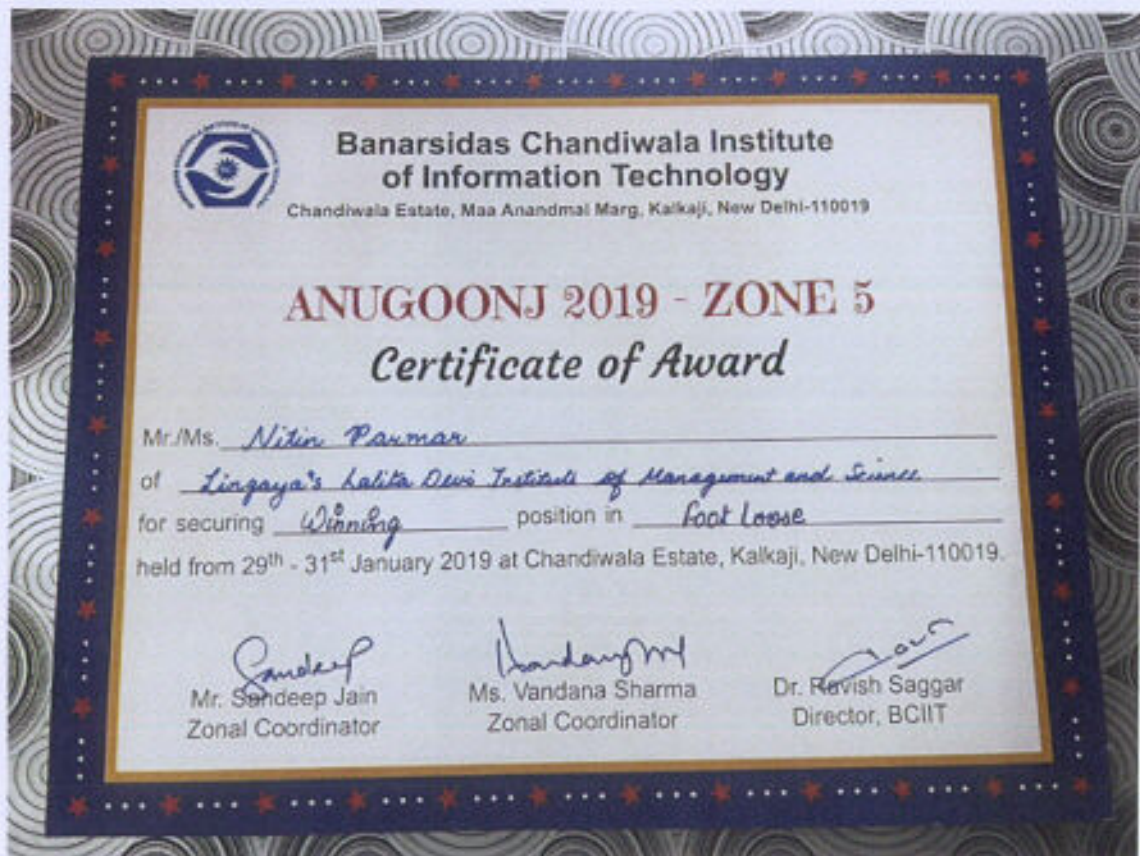 Banarsidas Chandiwala Institute
of Information Technology
Chandiwala Estate, Maa Anandmai Marg, Kalkaji, New Delhi-110019
ANUGOONJ 2019 - ZONE 5
Certificate of Award
Mr./Ms. Nitin Parmar
of Lingaya's Lalita Devi Institute of Management and Science
for securing Winning position in Foot Loose
held from 29th - 31st January 2019 at Chandiwala Estate, Kalkaji, New Delhi-110019.
Sandeep
Mr. Sandeep Jain
Zonal Coordinator
Ms. Vandana Sharma
Zonal Coordinator
Dr. Ravish Saggar
Director, BCIIT